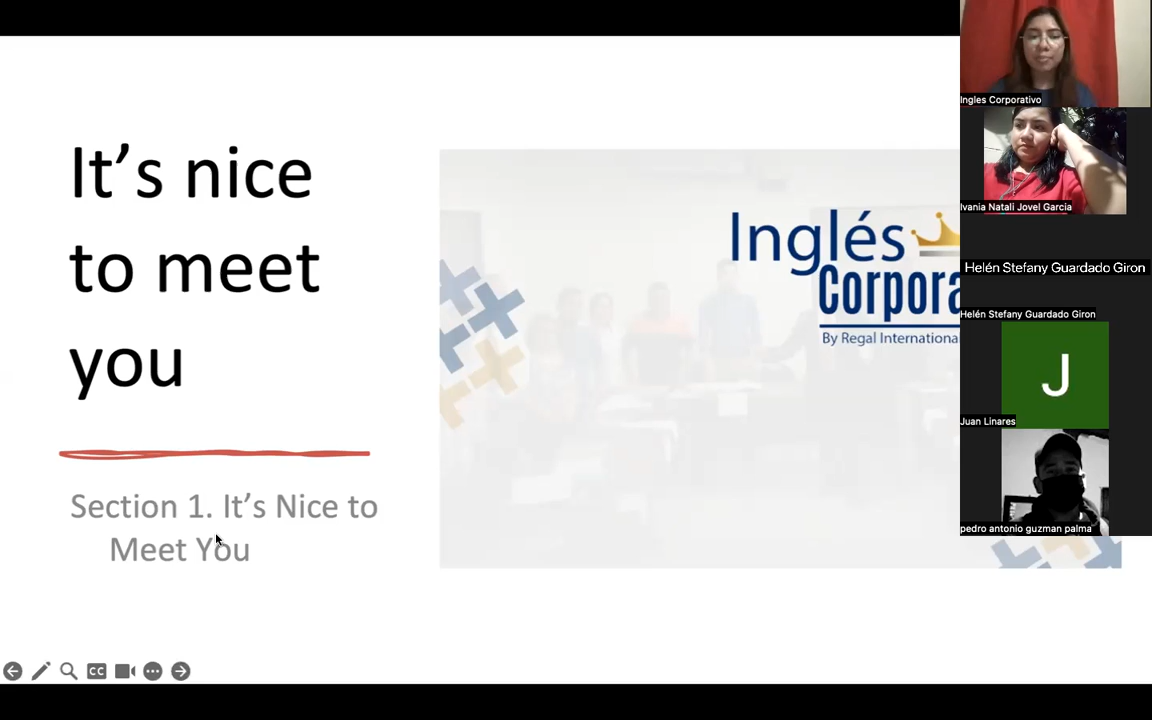 It's nice
to meet
you
Section 1. It's Nice to
Meet You
Inglés
Corpora
By Regal International
CC
Ingles Corporativo
Ivania Natali Jovel Garcia
Helén Stefany Guardado Giron
Helén Stefany Guardado Giron
J
Juan Linares
pedro antonio guzman palma